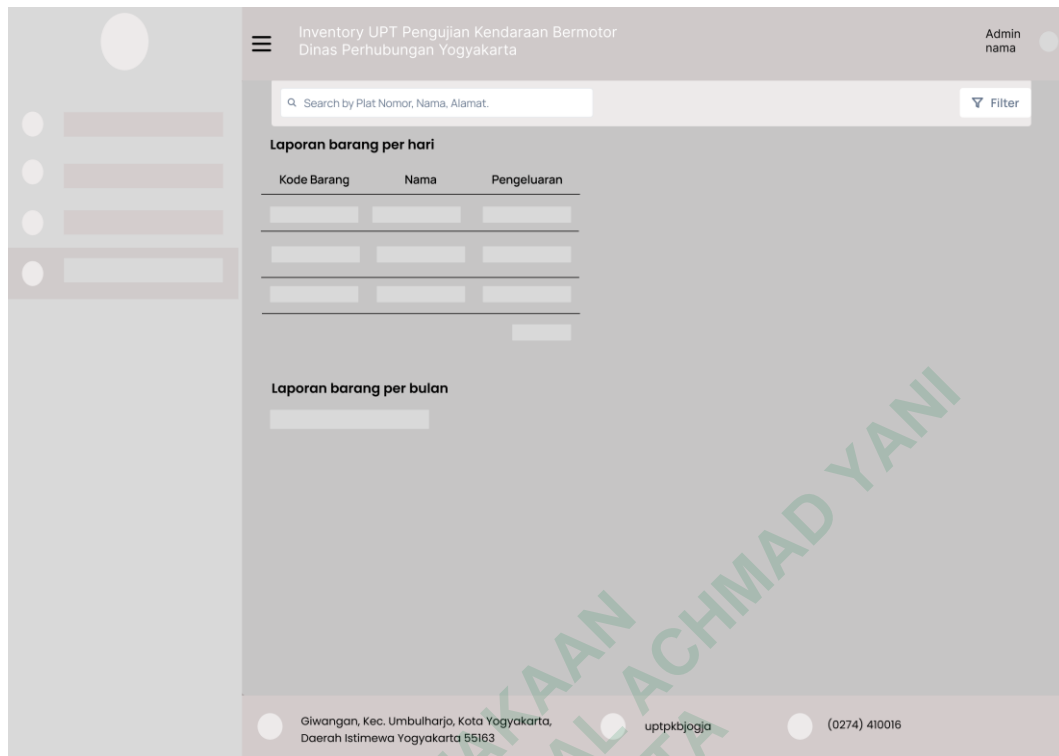 Inventory UPT Pengujian Kendaraan Bermotor
Dinas Perhubungan Yogyakarta
Admin
nama
Search by Plat Nomor, Nama, Alamat.
Filter
Laporan barang per hari
Kode Barang Nama Pengeluaran
Laporan barang per bulan
Giwangan, Kec. Umbulharjo, Kota Yogyakarta,
Daerah Istimewa Yogyakarta 55163
uptpkbjogja
(0274) 410016
ACHMAD YANI